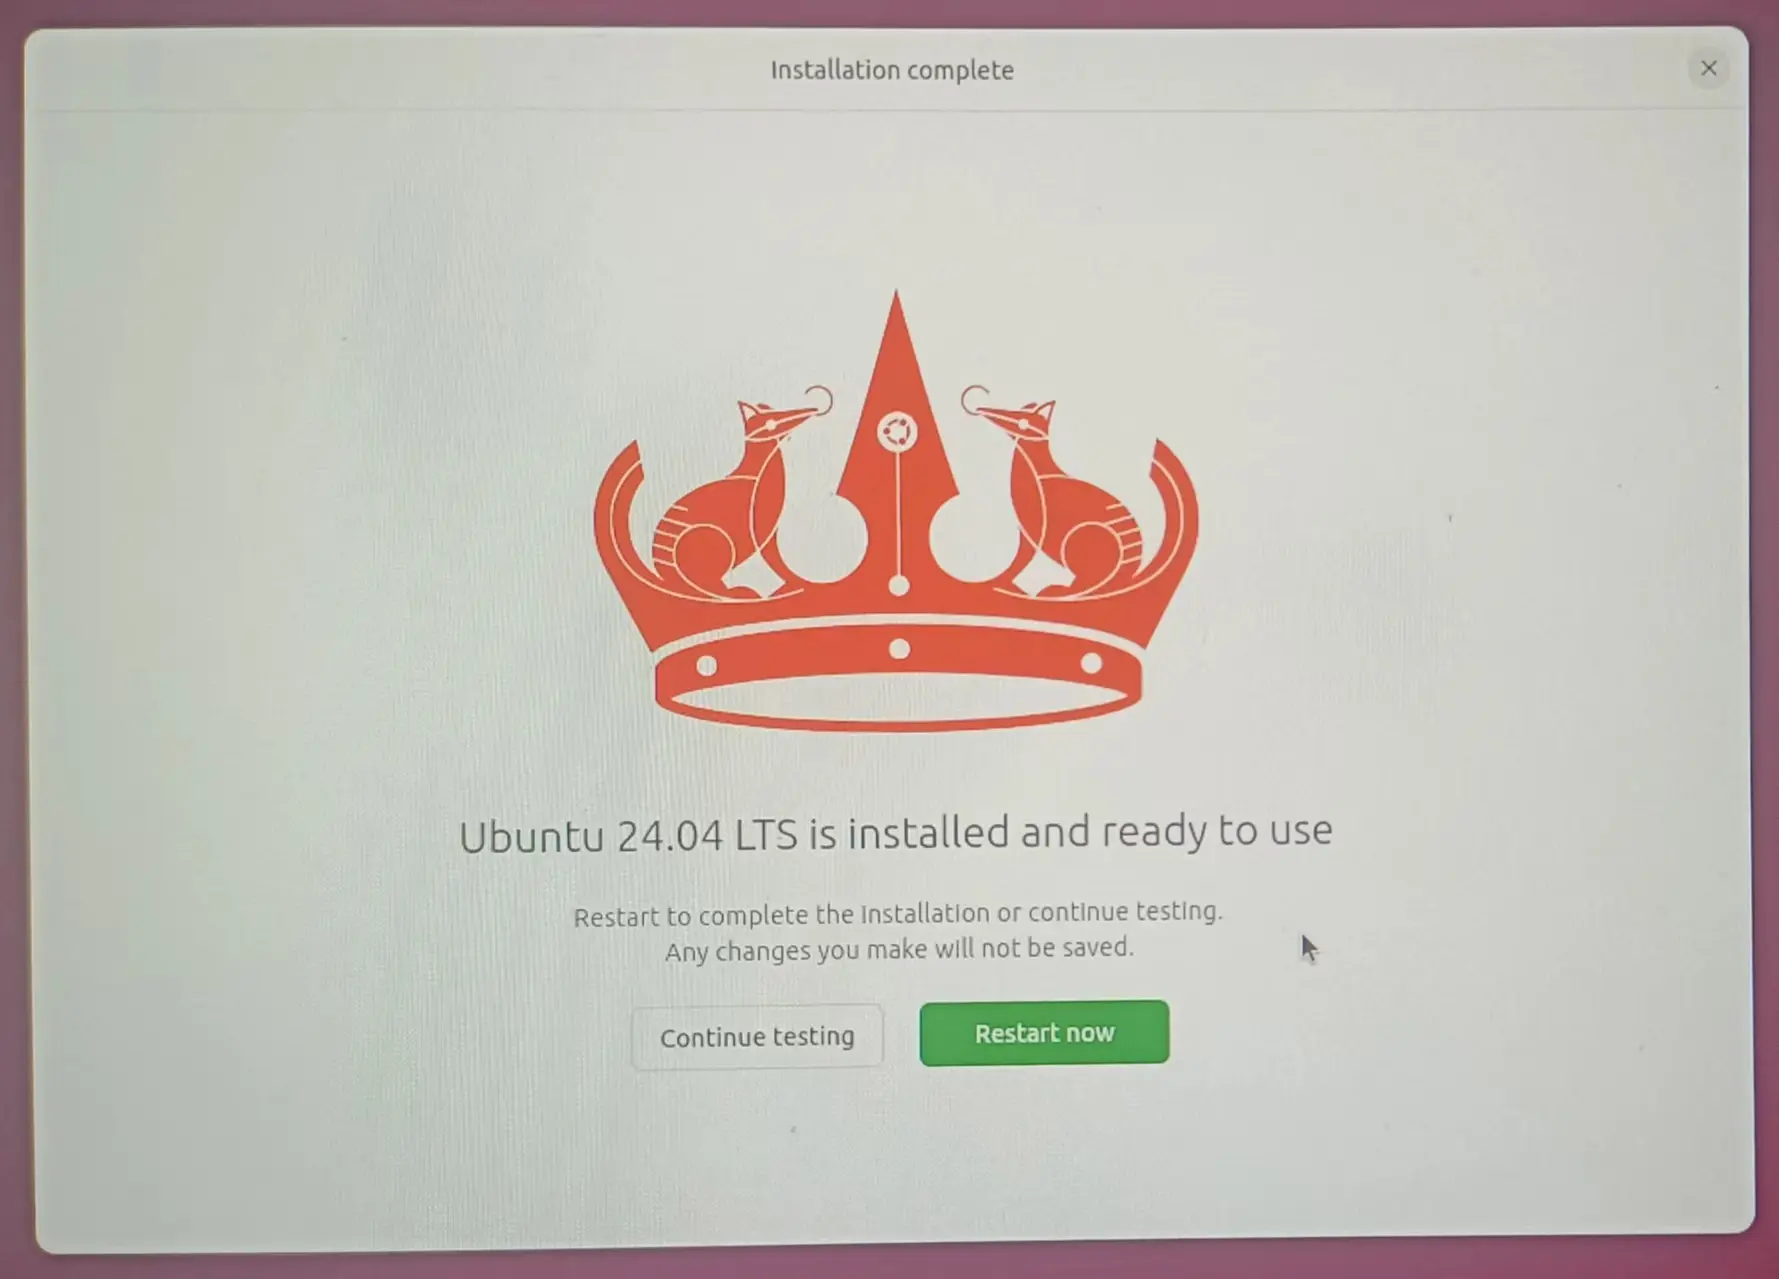 Installation complete
Ubuntu 24.04 LTS is installed and ready to use
Restart to complete the installation or continue testing.
Any changes you make will not be saved.
Continue testing
Restart now